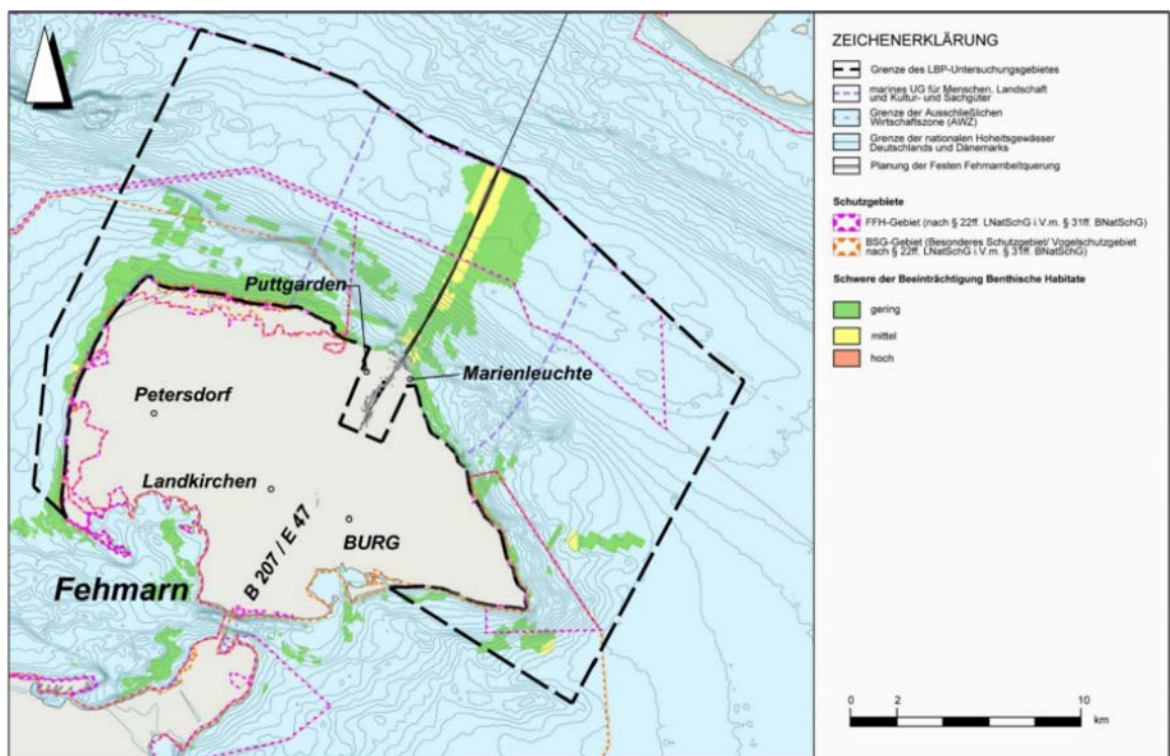 Puttgarden
Marienleuchte
Petersdorf
Landkirchen
BURG
B 207 / E 47
Fehmarn
ZEICHENERKLÄRUNG
Grenze des LBP-Untersuchungsgebietes
marines UG für Menschen, Landschaft
und Kultur- und Sachgüter
Grenze der Ausschließlichen
Wirtschaftszone (AWZ)
Grenze der nationalen Hoheitsgewässer
Deutschlands und Dänemarks
Planung der Festen Fehmarnbeltquerung
Schutzgebiete
FFH-Gebiet (nach § 22ff. LNatSchG i.V.m. § 31ff. BNatSchG)
BSG-Gebiet (Besonderes Schutzgebiet/ Vogelschutzgebiet
nach § 22ff. LNatSchG i.V.m. § 31ff. BNatSchG)
Schwere der Beeinträchtigung Benthische Habitate
gering
mittel
hoch
0 2 10
km